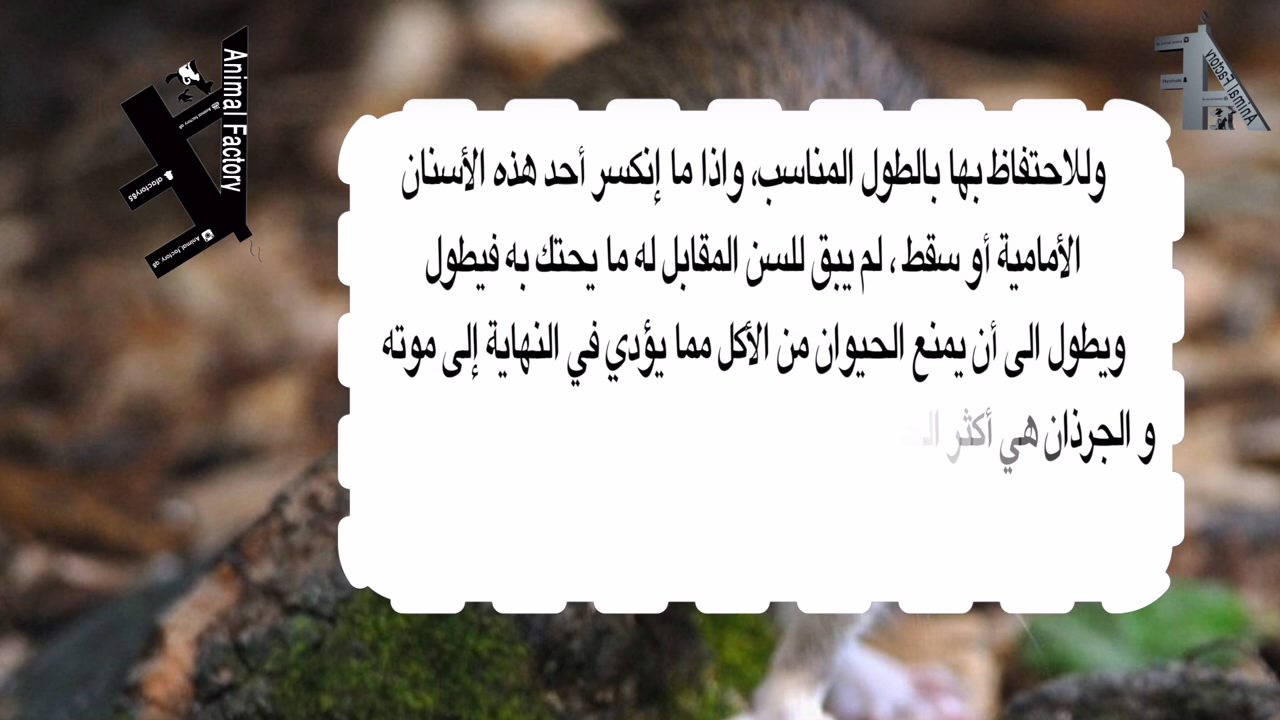 وللاحتفاظ بها بالطول المناسب، واذا ما إنكسر أحد هذه الأسنان
الأمامية أو سقط ، لم يبق للسن المقابل له ما يحتك به فيطول
ويطول الى أن يمنع الحيوان من الأكل مما يؤدي في النهاية إلى موته
و الجرذان هي أكثر
Animal Factory
afactory85
Animal_factory_q8
Animal Factory